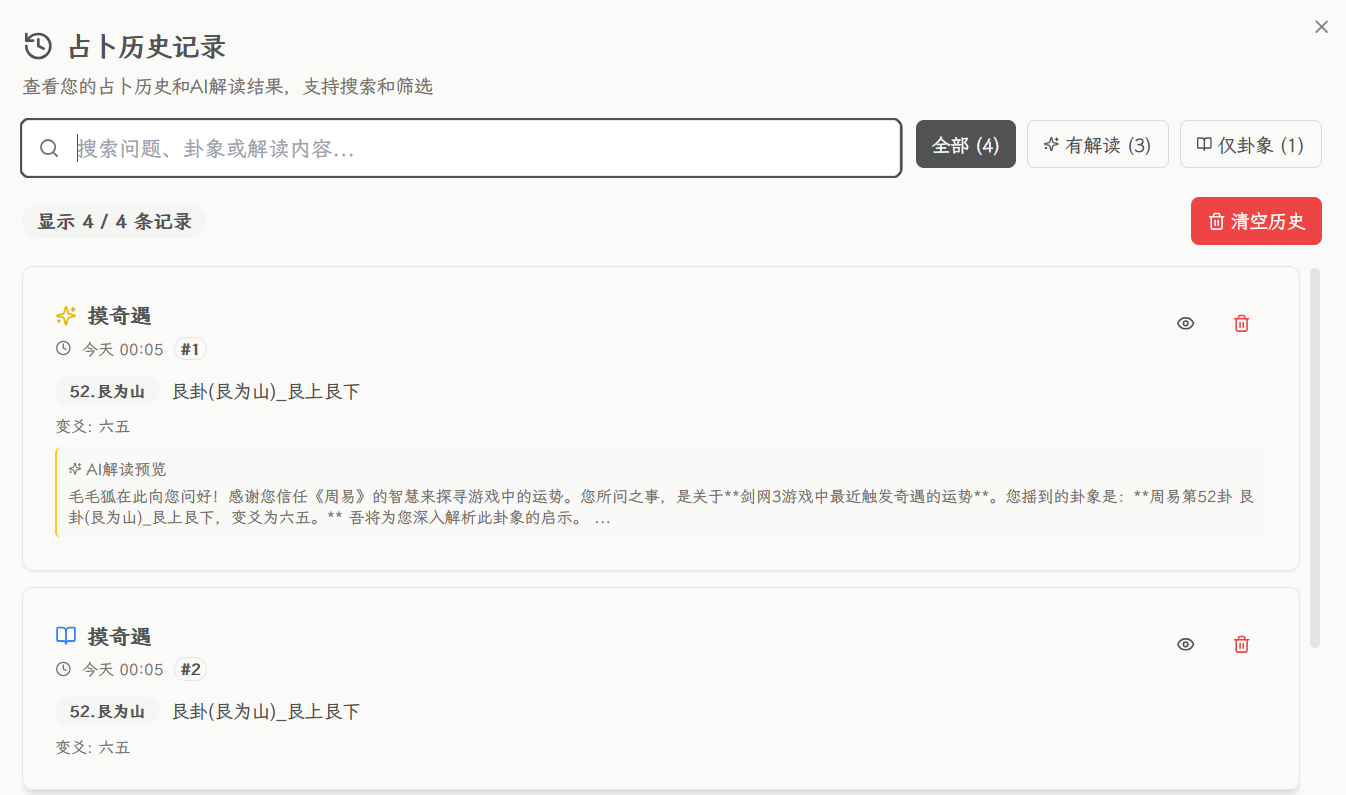 占卜历史记录
查看您的占卜历史和AI解读结果，支持搜索和筛选
搜索问题、卦象或解读内容...
全部 (4)
有解读 (3)
仅卦象 (1)
显示 4 / 4 条记录
清空历史
摸奇遇
今天 00:05 #1
52.艮为山 艮卦(艮为山)_艮上艮下
变爻: 六五
AI解读预览
毛毛狐在此向您问好！感谢您信任《周易》的智慧来探寻游戏中的运势。您所问之事，是关于**剑网3游戏中最近触发奇遇的运势**。您摇到的卦象是：**周易第52卦 艮
卦(艮为山)_艮上艮下，变爻为六五。** 吾将为您深入解析此卦象的启示。 ...
摸奇遇
今天 00:05 #2
52.艮为山 艮卦(艮为山)_艮上艮下
变爻: 六五